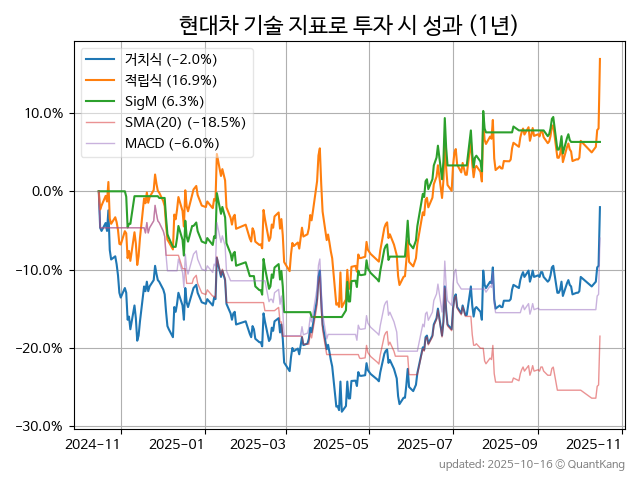 현대차 기술 지표로 투자 시 성과 (1년)
거치식 (−2.0%)
적립식 (16.9%)
SigM (6.3%)
SMA(20) (−18.5%)
MACD (−6.0%)
10.0%
0.0%
−10.0%
−20.0%
−30.0%
2024-11 2025-01 2025-03 2025-05 2025-07 2025-09 2025-11
updated: 2025-10-16 © QuantKang